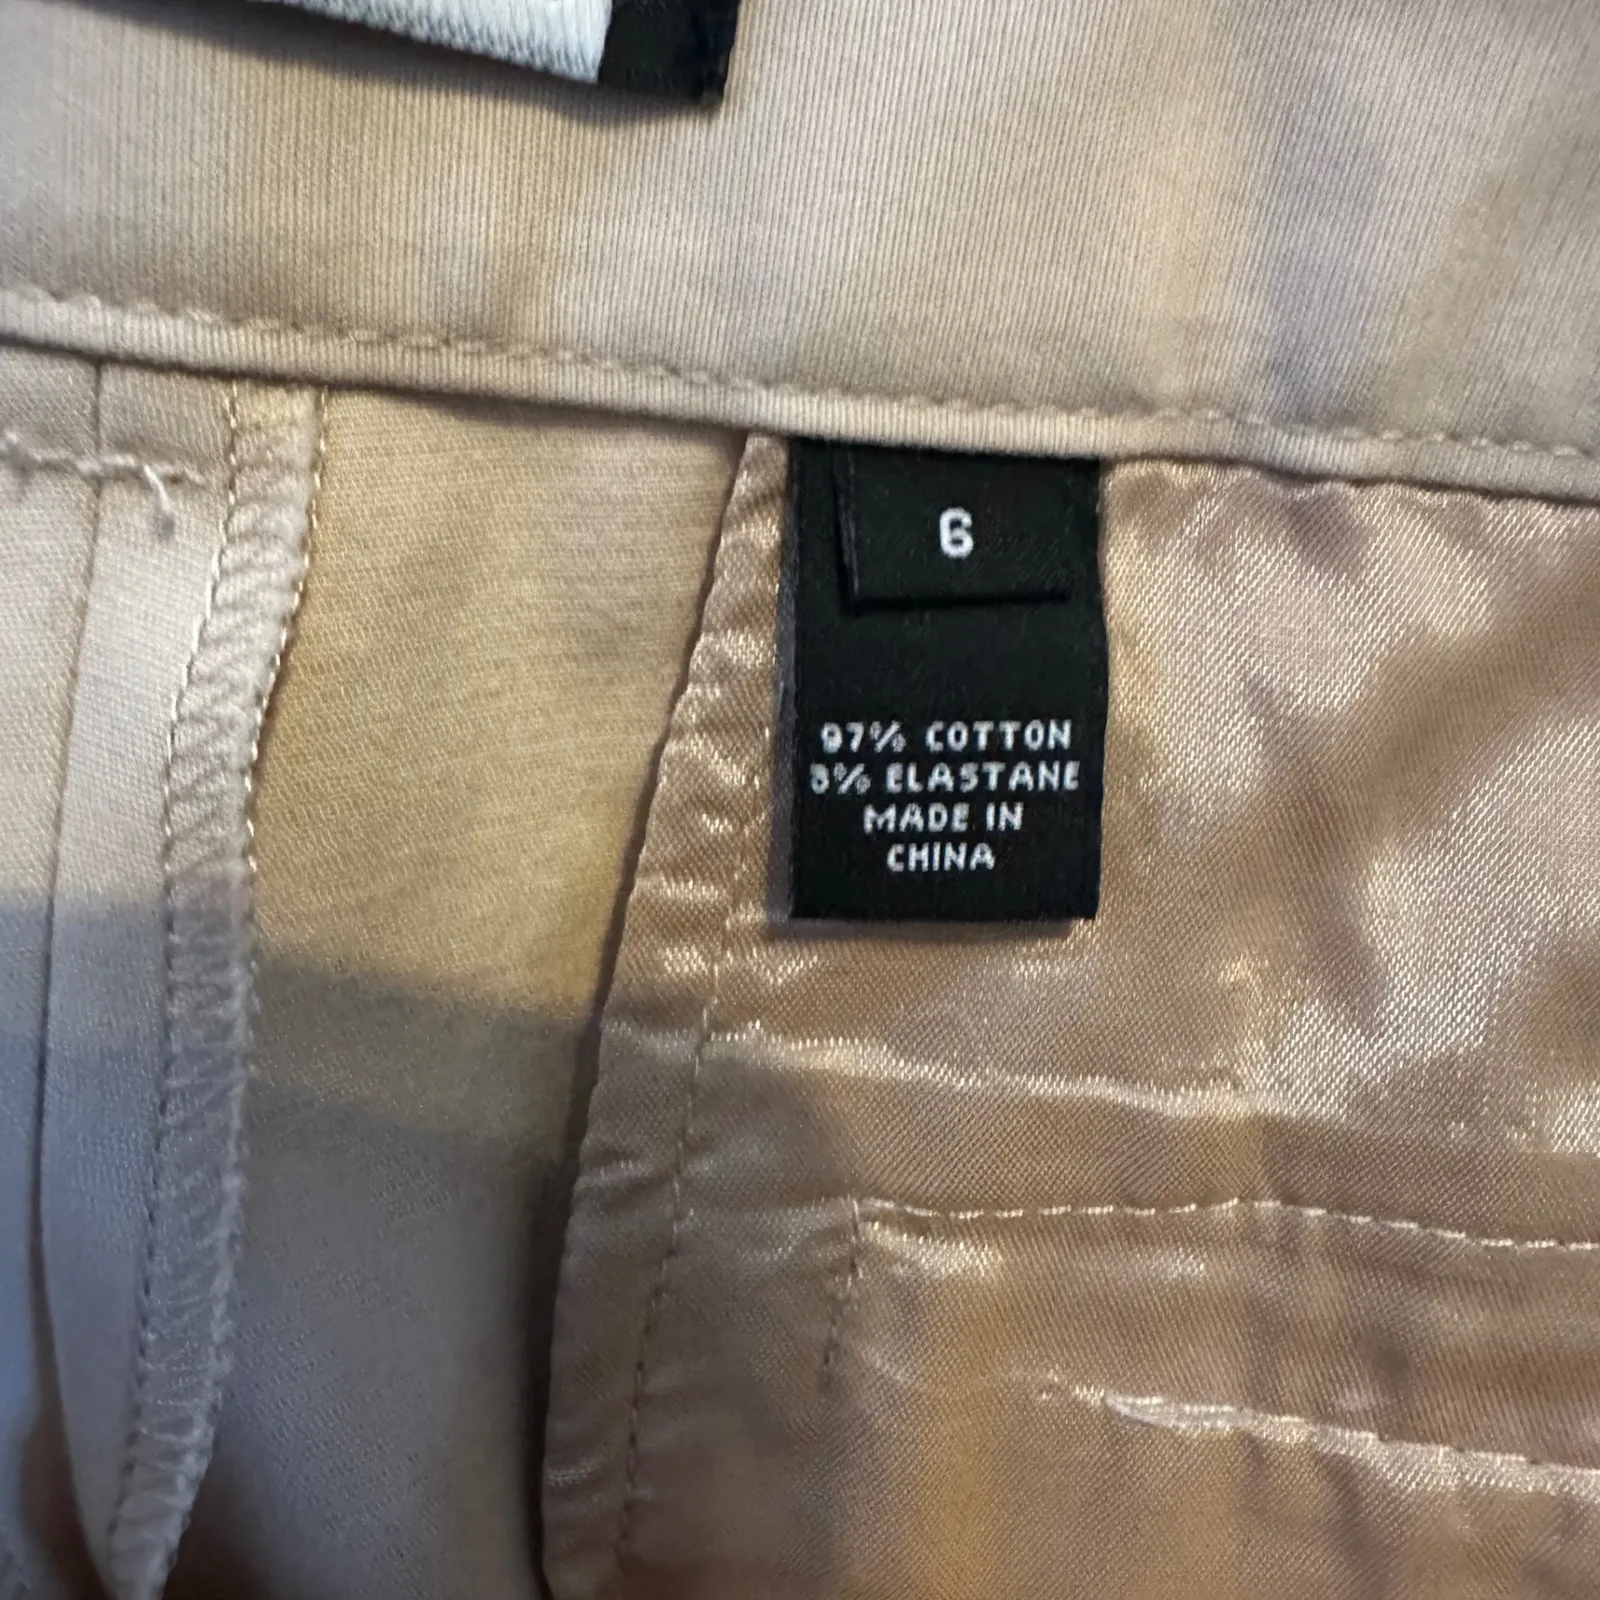 6
97% COTTON
3% ELASTANE
MADE IN
CHINA